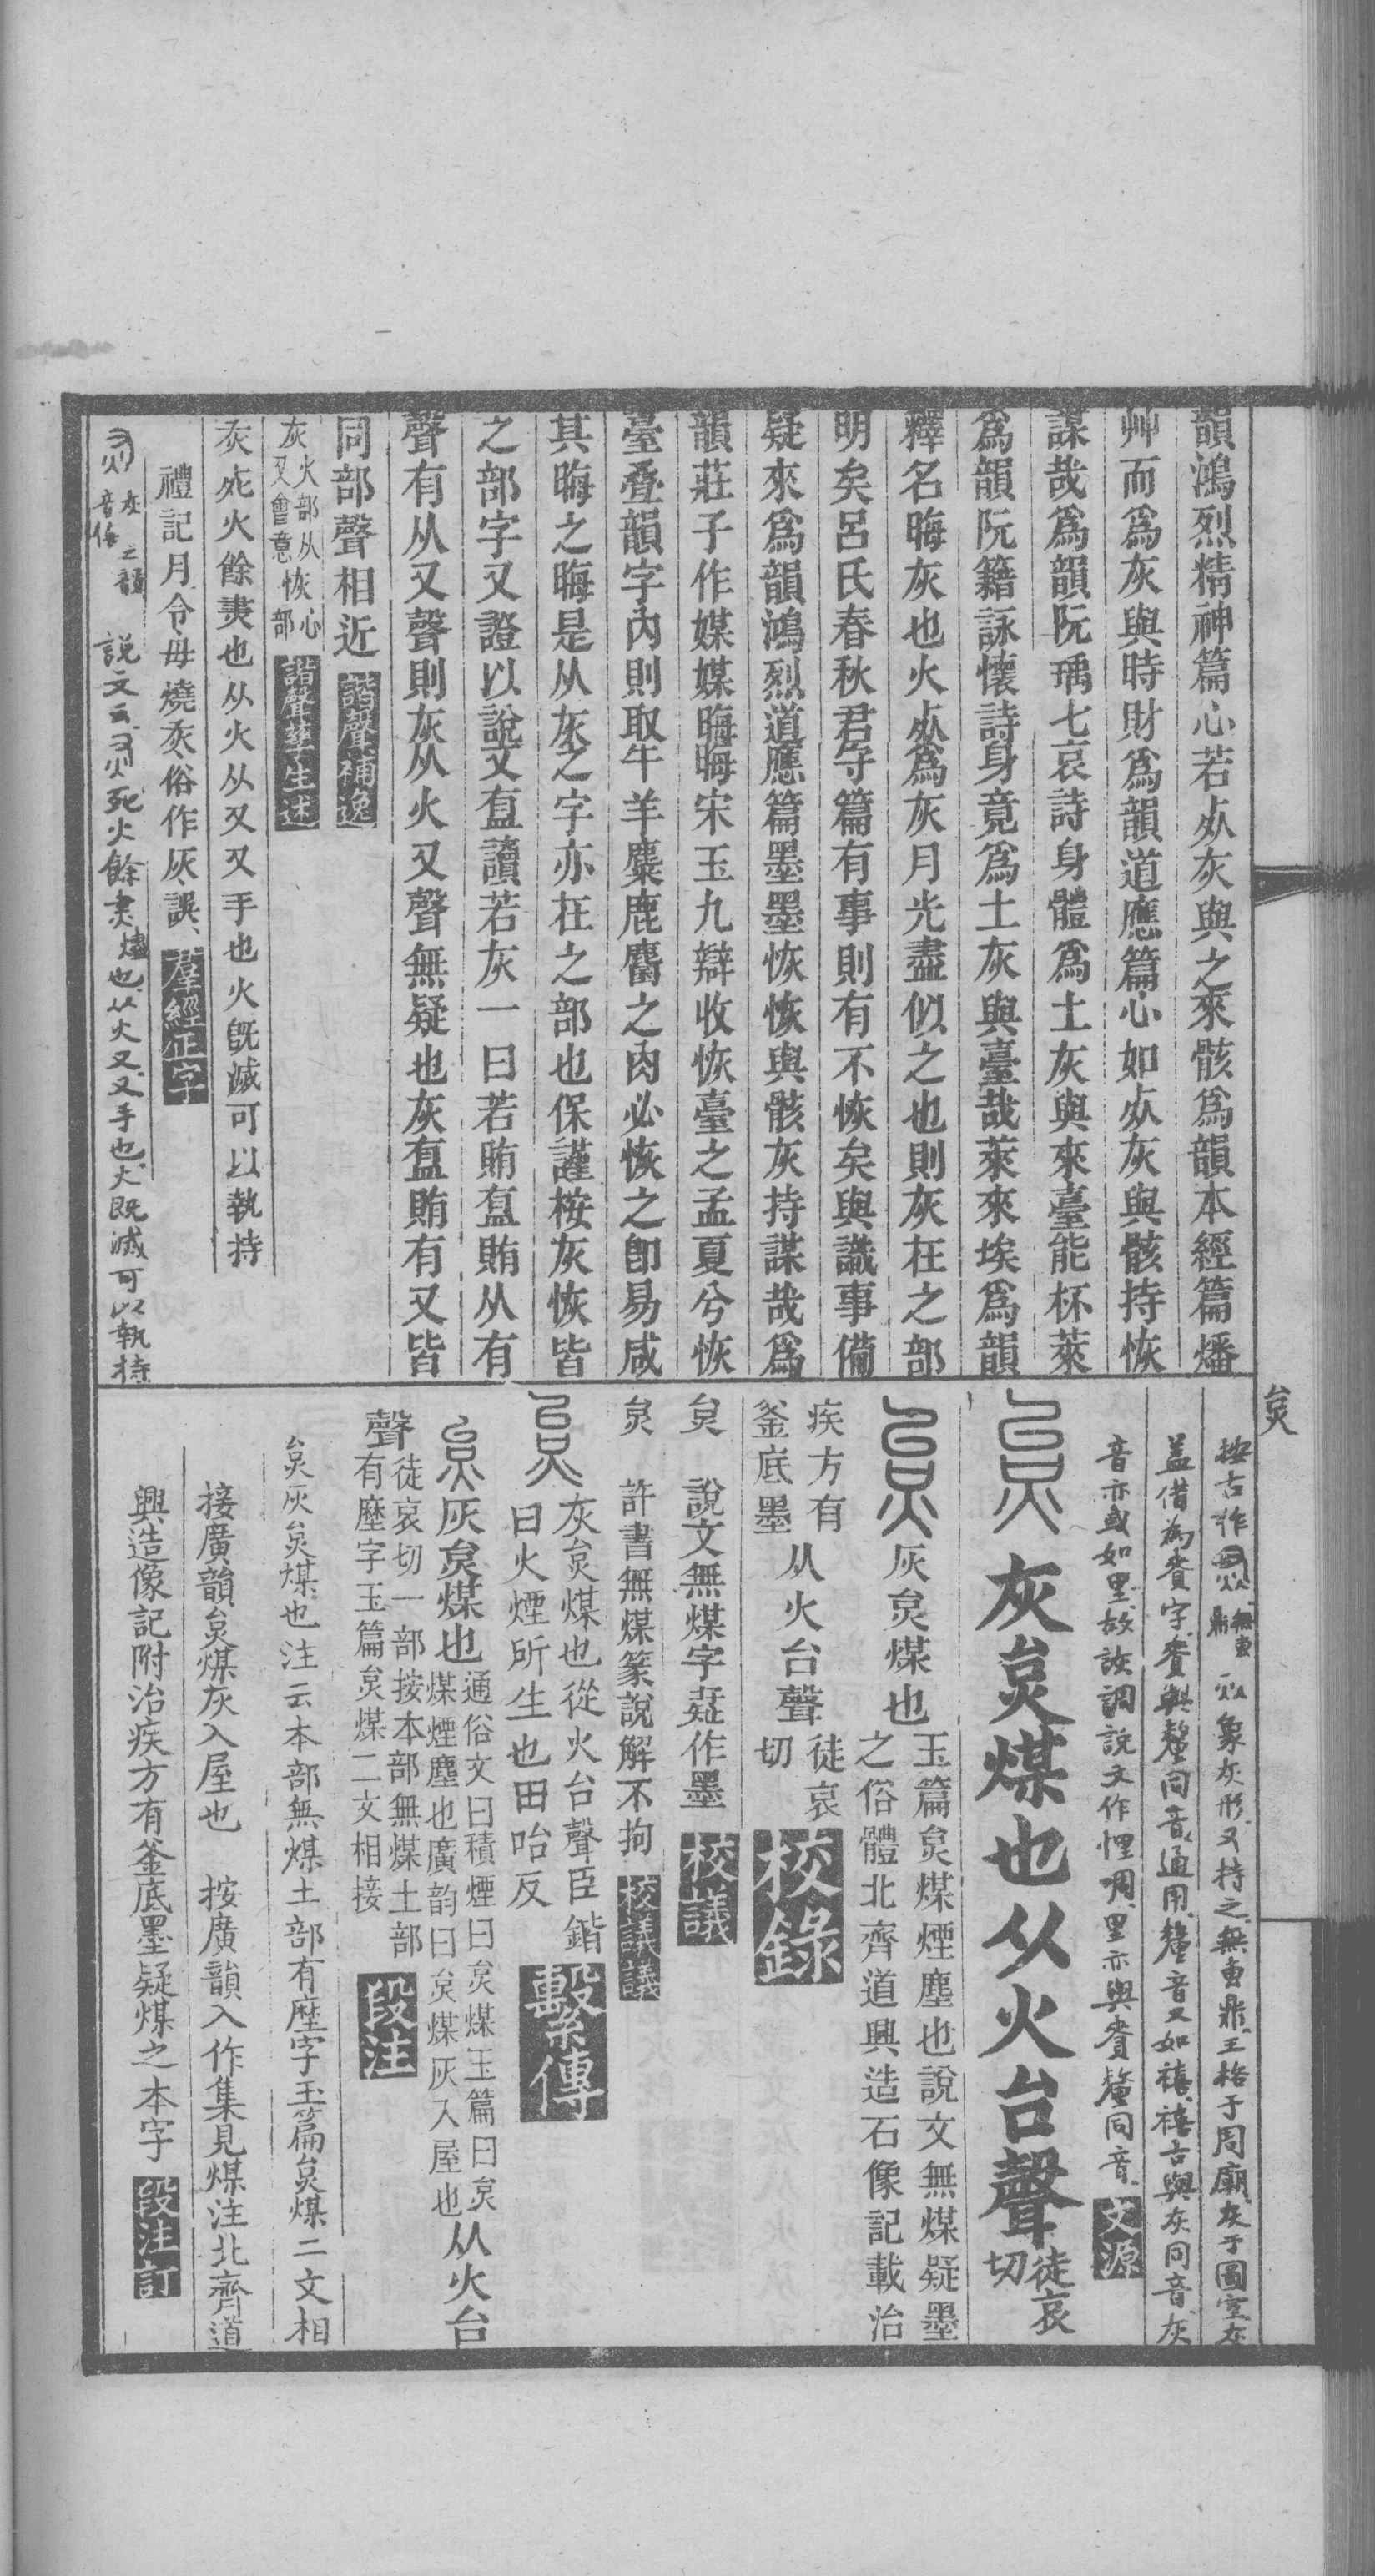 韻鴻烈精神篇心若𣦸灰與之來骸爲韻本經篇燔
艸而爲灰與時財爲韻道應篇心如𣦸灰與骸持恢
謀哉爲韻阮瑀七哀詩身體爲土灰與來臺能杯萊
爲韻阮籍詠懷詩身竟爲土灰與臺哉萊來埃爲韻
釋名晦灰也火𣦸爲灰月光盡似之也則灰在之部
明矣呂氏春秋君守篇有事則有不恢矣與識事備
疑來爲韻鴻烈道應篇墨墨恢恢與骸灰持謀哉爲
韻莊子作媒媒晦晦宋玉九辯收恢臺之孟夏兮恢
臺疊韻字內則取牛羊麋鹿麕之肉必恢之卽易咸
其晦之晦是从灰之字亦在之部也保謹桉灰恢皆
之部字又證以說文䀁讀若灰一曰若賄䀁賄从有
聲有从又聲則灰从火又聲無疑也灰䀁賄有又皆
同部聲相近 諧聲補逸
灰火部从又會意恢心部 諧聲孳生述
灰𣦸火餘㶳也从火从又又手也火旣滅可以執持
禮記月令毋燒灰俗作灰誤 羣經正字
灰之韻音 說文云死火餘㶳也从火又又手也火既滅可以執持
炱
按古作 無叀鼎 象灰形又持之無叀鼎王格于周廟灰于圖室灰
蓋借爲賚字賚與釐同音通用釐音又如禧禧古與灰同音灰
音亦或如里故詼調說文作悝啁里亦與賚釐同音 文源
灰炱煤也从火台聲徒哀切
灰炱煤也玉篇炱煤煙塵也說文無煤疑墨之俗體北齊道興造石像記載治
疾方有釜底墨从火台聲徒哀切 校錄
炱 說文無煤字疑作墨 校議
炱 許書無煤篆說解不拘 校議議
灰炱煤也從火台聲臣鍇曰火煙所生也田咍反 繫傳
灰炱煤也通俗文曰積煙曰炱煤玉篇曰炱煤煙塵也廣韵曰炱煤灰入屋也从火台
聲徒哀切一部按本部無煤土部有塺字玉篇炱煤二文相接 段注
炱灰炱煤也注云本部無煤土部有塺字玉篇炱煤二文相
接廣韻炱煤灰入屋也 按廣韻入作集見煤注北齊道
興造像記附治疾方有釜底墨疑煤之本字 段注訂